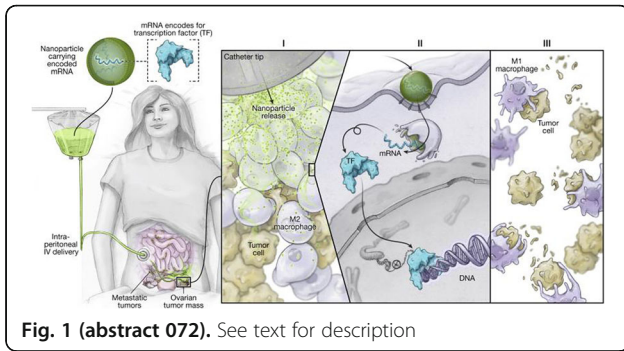 mRNA encodes for
transcription factor (TF)
Nanoparticle
carrying
encoded
mRNA
Intra-
peritoneal
IV delivery
Metastatic
tumors
Ovarian
tumor mass
I
Catheter tip
Nanoparticle
release
M2
macrophage
Tumor
cell
II
mRNA
TF
DNA
III
M1
macrophage
Tumor
cell
Fig. 1 (abstract 072). See text for description